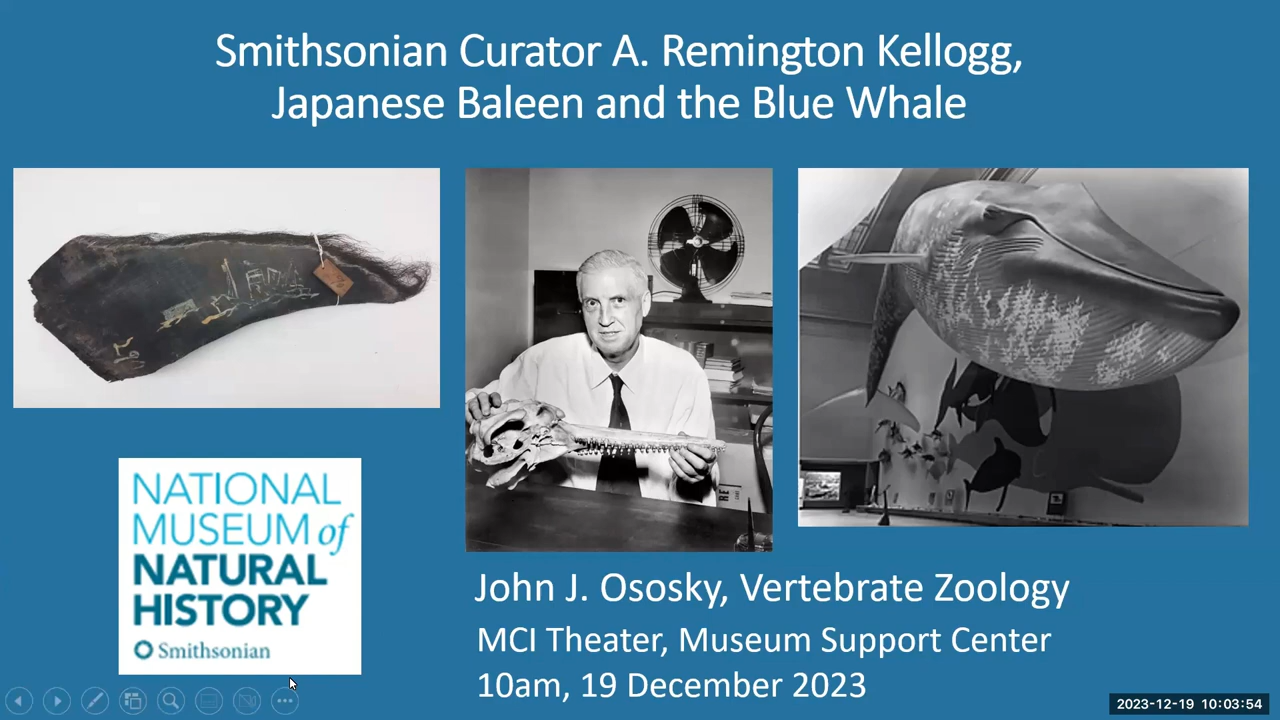 Smithsonian Curator A. Remington Kellogg,
Japanese Baleen and the Blue Whale
NATIONAL
MUSEUM of
NATURAL
HISTORY
Smithsonian
John J. Ososky, Vertebrate Zoology
MCI Theater, Museum Support Center
10am, 19 December 2023
2023-12-19 10:03:54